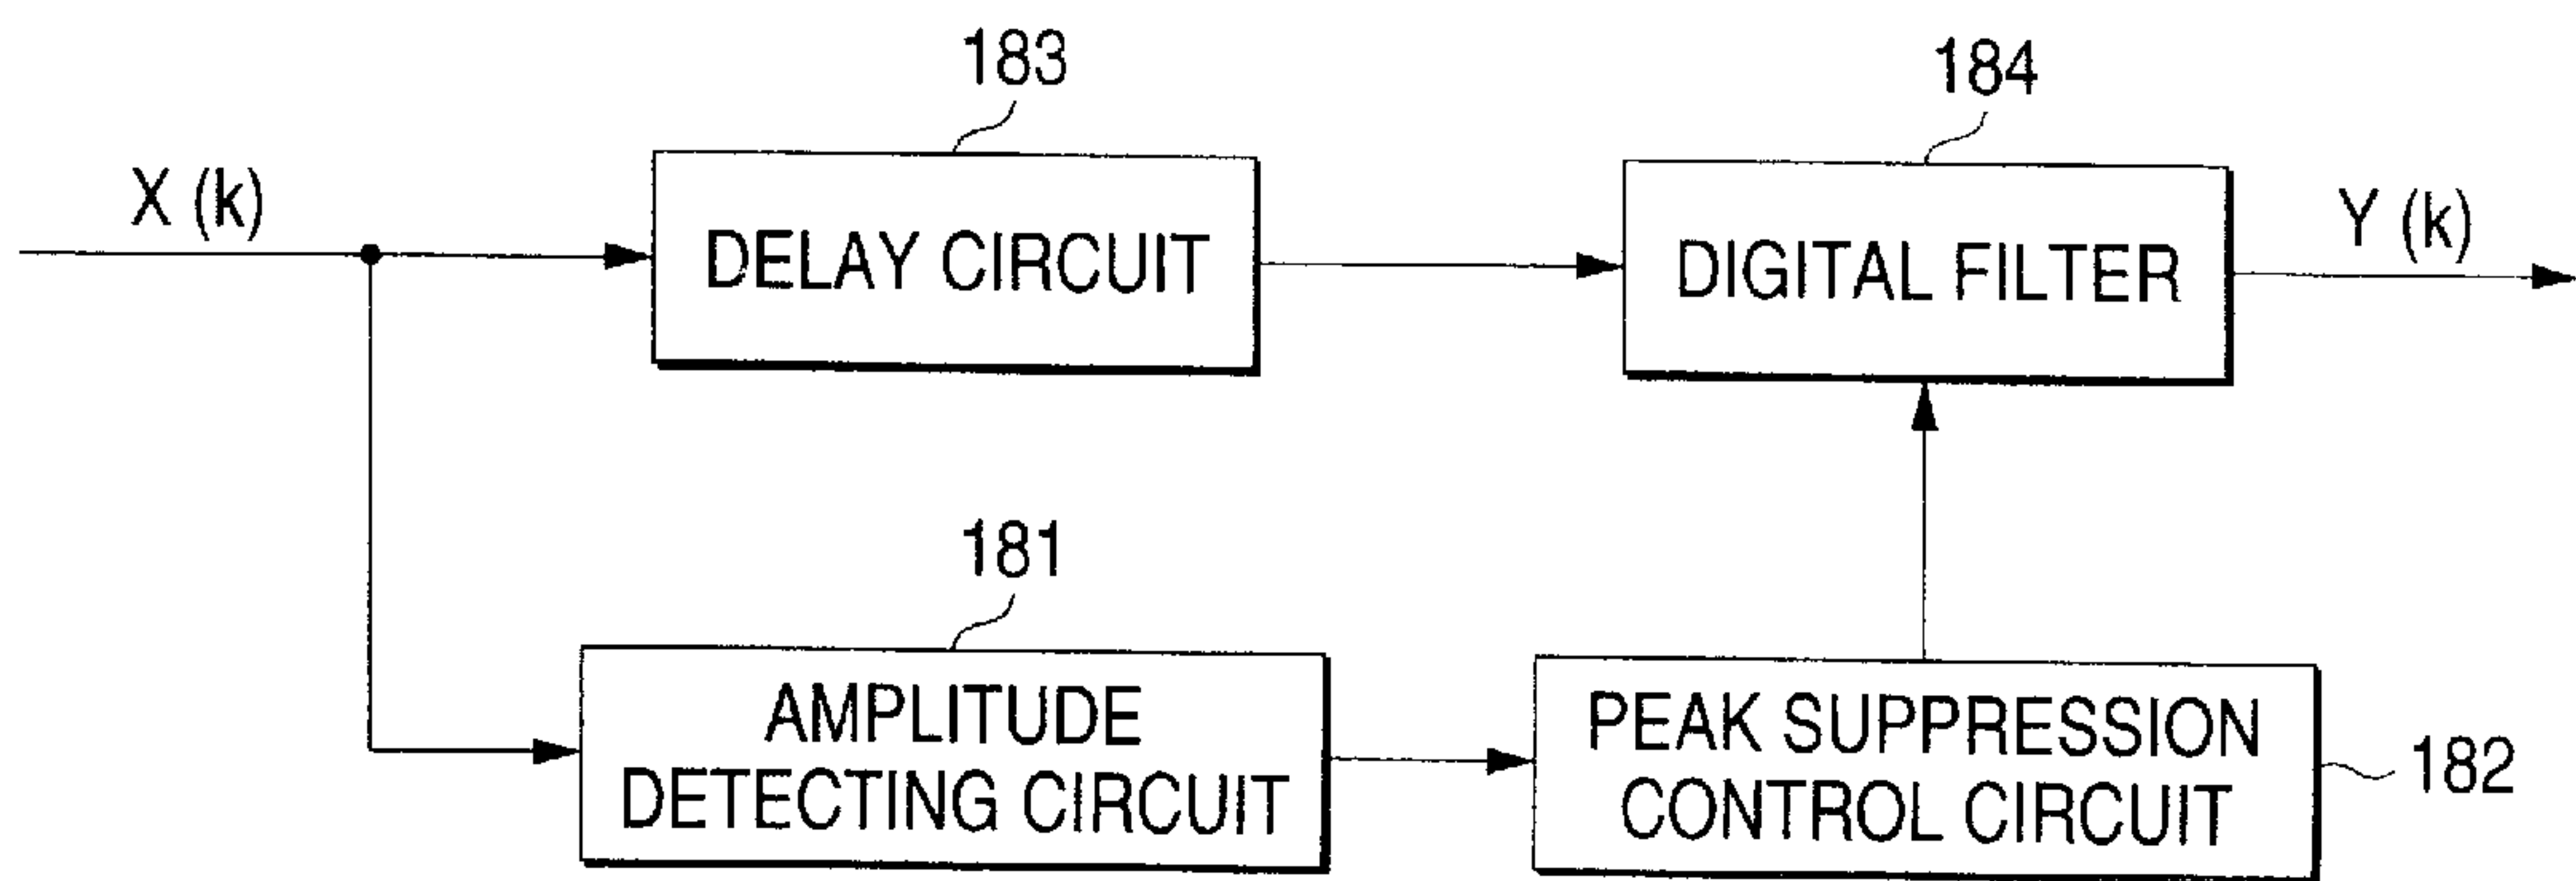 183
184
X (k)
DELAY CIRCUIT
DIGITAL FILTER
Y (k)
181
AMPLITUDE
DETECTING CIRCUIT
PEAK SUPPRESSION
CONTROL CIRCUIT
182